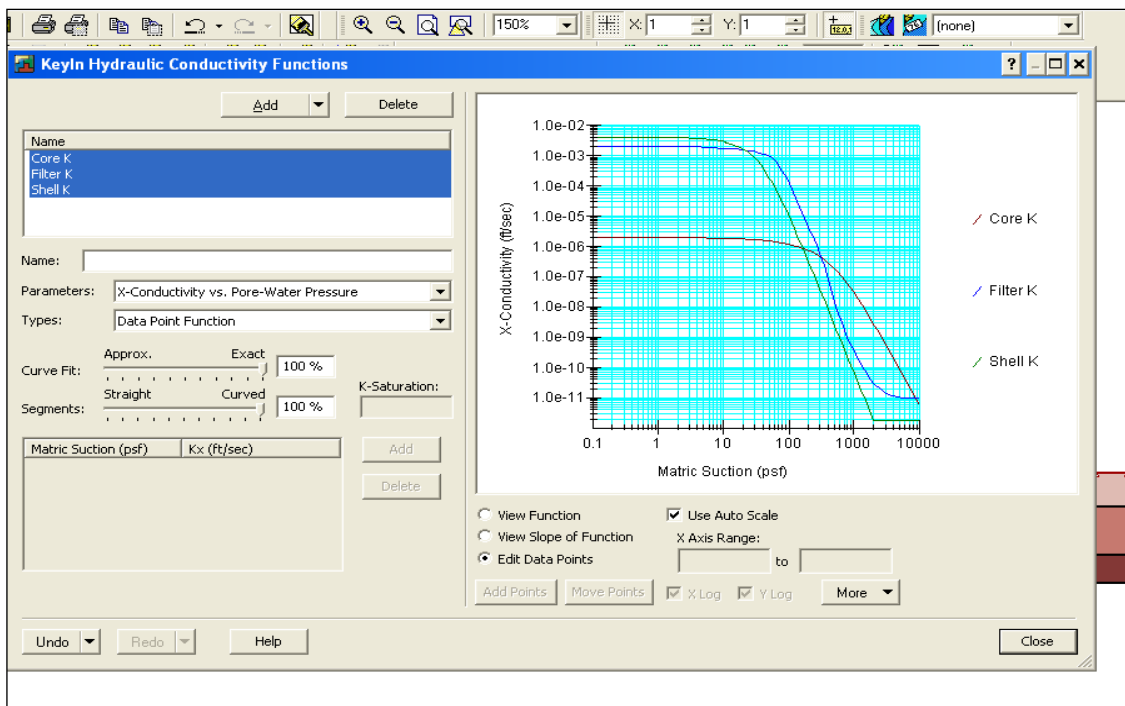 150% X: 1 Y: 1 12.0,1 (none)
KeyIn Hydraulic Conductivity Functions
Add Delete
Name
Core K
Filter K
Shell K
Name:
Parameters: X-Conductivity vs. Pore-Water Pressure
Types: Data Point Function
Approx. Exact
Curve Fit: 100 %
Straight Curved
Segments: 100 %
K-Saturation:
Matric Suction (psf) Kx (ft/sec)
Add
Delete
X-Conductivity (ft/sec)
1.0e-02
1.0e-03
1.0e-04
1.0e-05
1.0e-06
1.0e-07
1.0e-08
1.0e-09
1.0e-10
1.0e-11
0.1 1 10 100 1000 10000
Matric Suction (psf)
Core K
Filter K
Shell K
View Function
View Slope of Function
Edit Data Points
Use Auto Scale
X Axis Range:
to
Add Points Move Points X Log Y Log More
Undo Redo Help Close